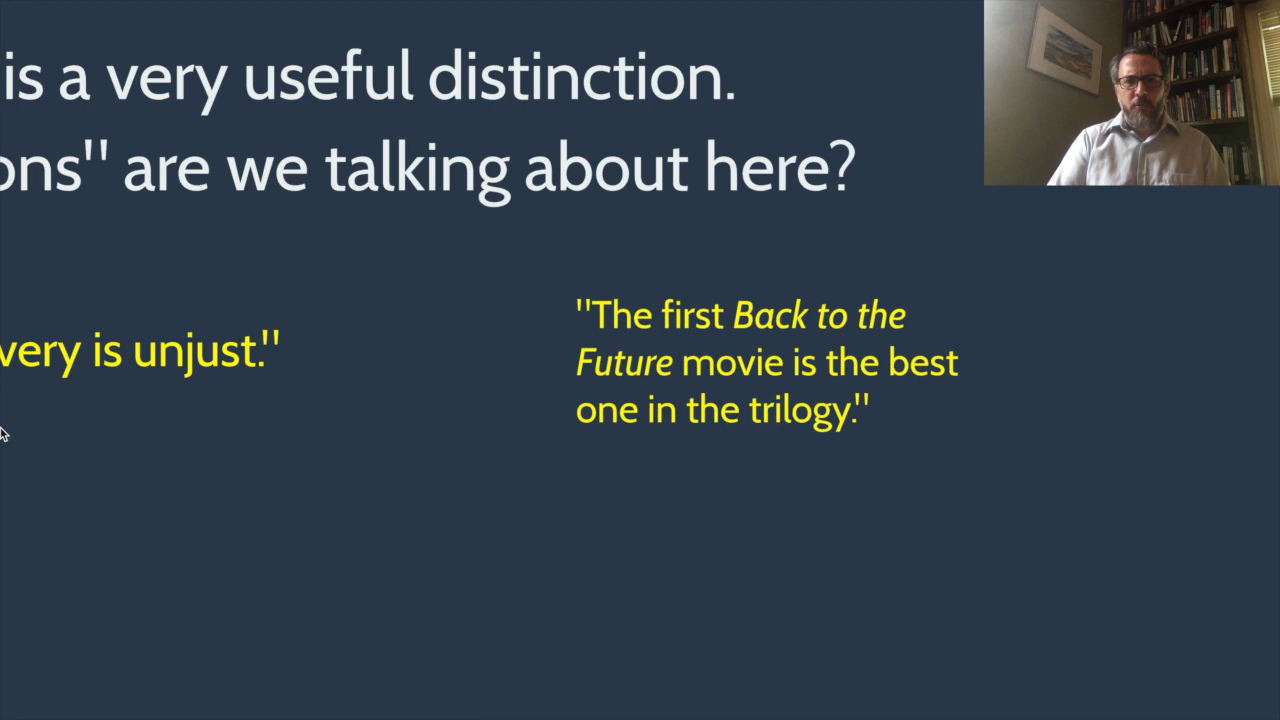 is a very useful distinction.
ons" are we talking about here?
very is unjust."
"The first Back to the
Future movie is the best
one in the trilogy."